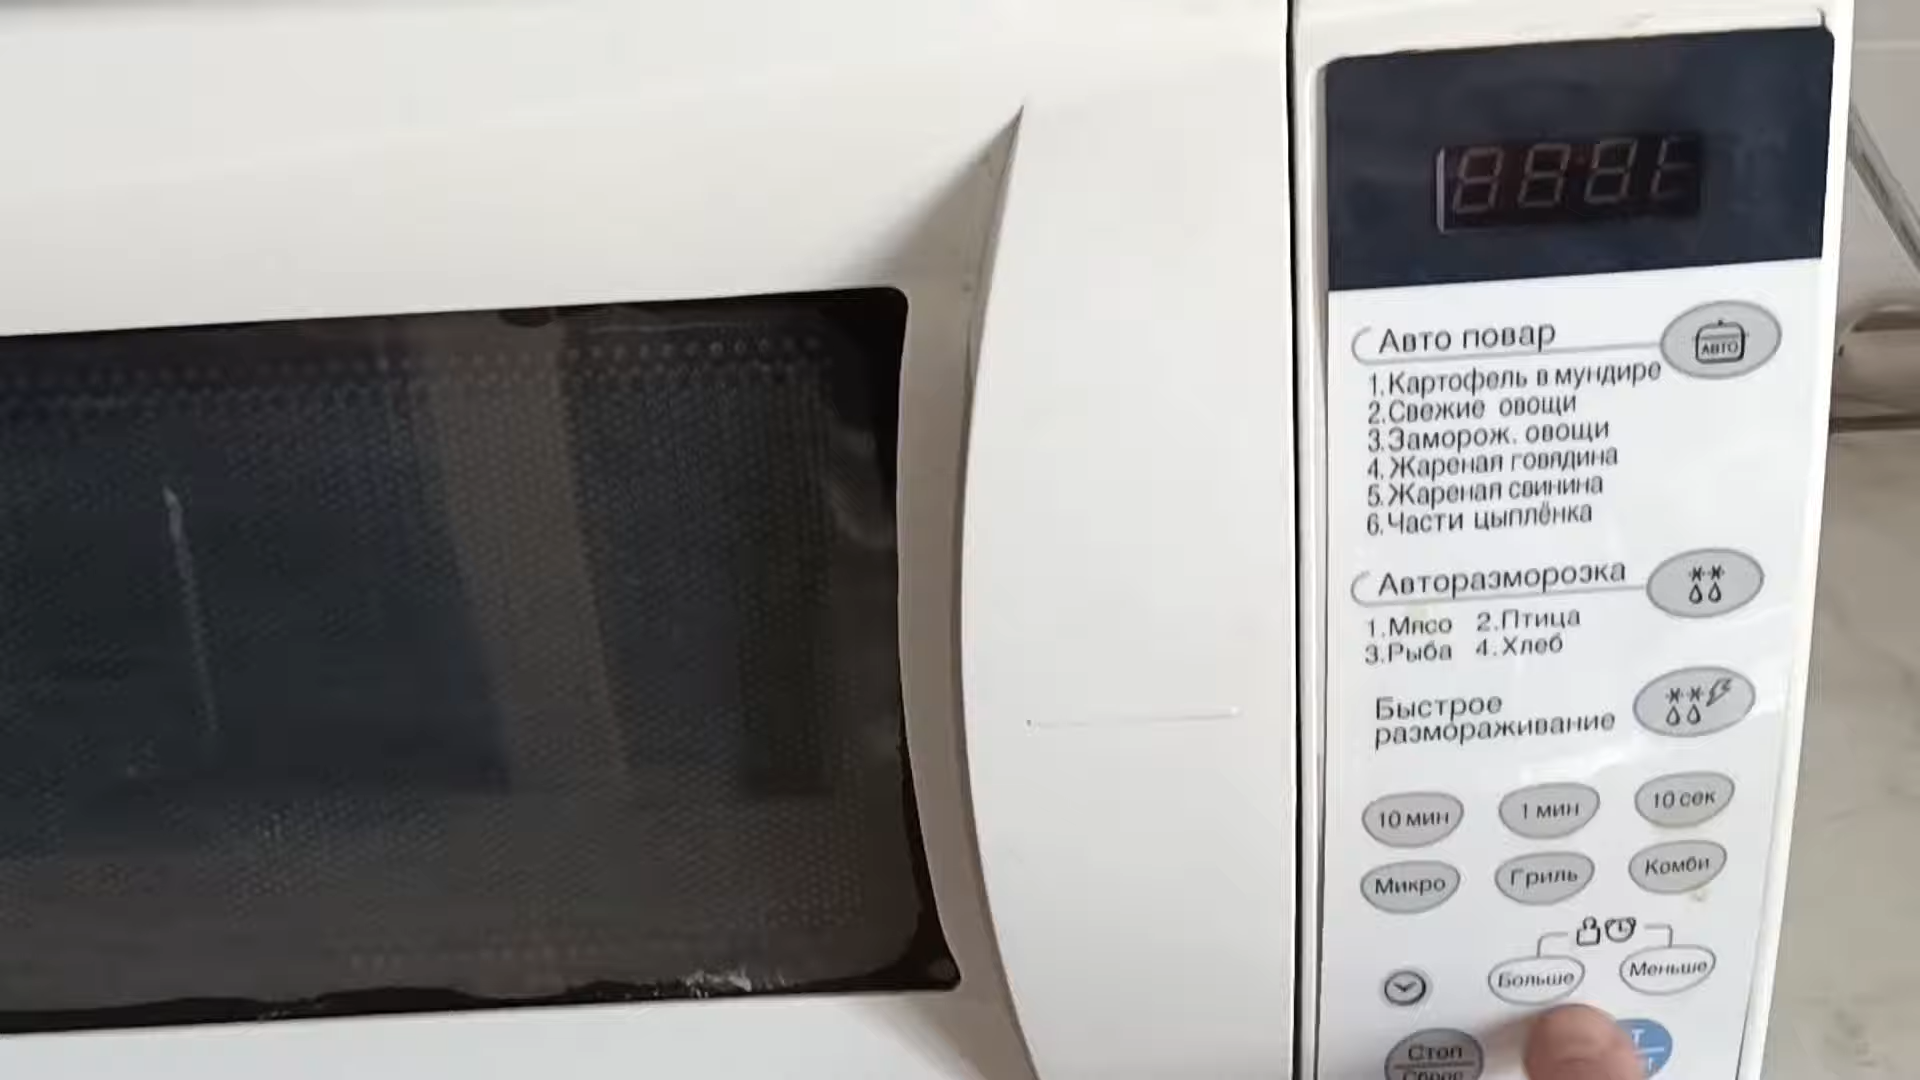 Авто повар
АВТО
1.Картофель в мундире
2.Свежие овощи
3.Заморож. овощи
4.Жареная говядина
5.Жареная свинина
6.Части цыплёнка
Авторазморозка
1.Мясо 2.Птица
3.Рыба 4.Хлеб
Быстрое
размораживание
10 мин 1 мин 10 сек
Микро Гриль Комби
Больше Меньше
Стоп
Сброс